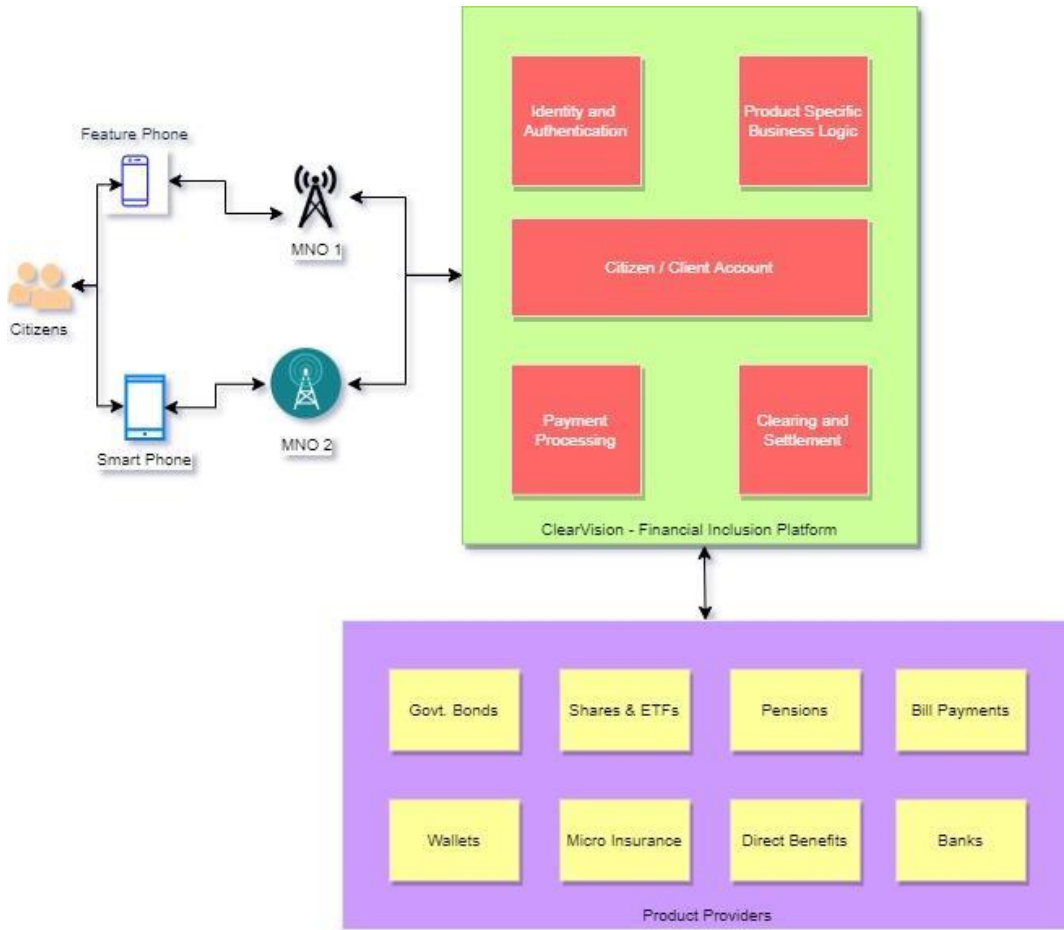 Feature Phone
MNO 1
Citizens
Smart Phone
MNO 2
Identity and
Authentication
Product Specific
Business Logic
Citizen / Client Account
Payment
Processing
Clearing and
Settlement
ClearVision - Financial Inclusion Platform
Govt. Bonds
Shares & ETFs
Pensions
Bill Payments
Wallets
Micro Insurance
Direct Benefits
Banks
Product Providers